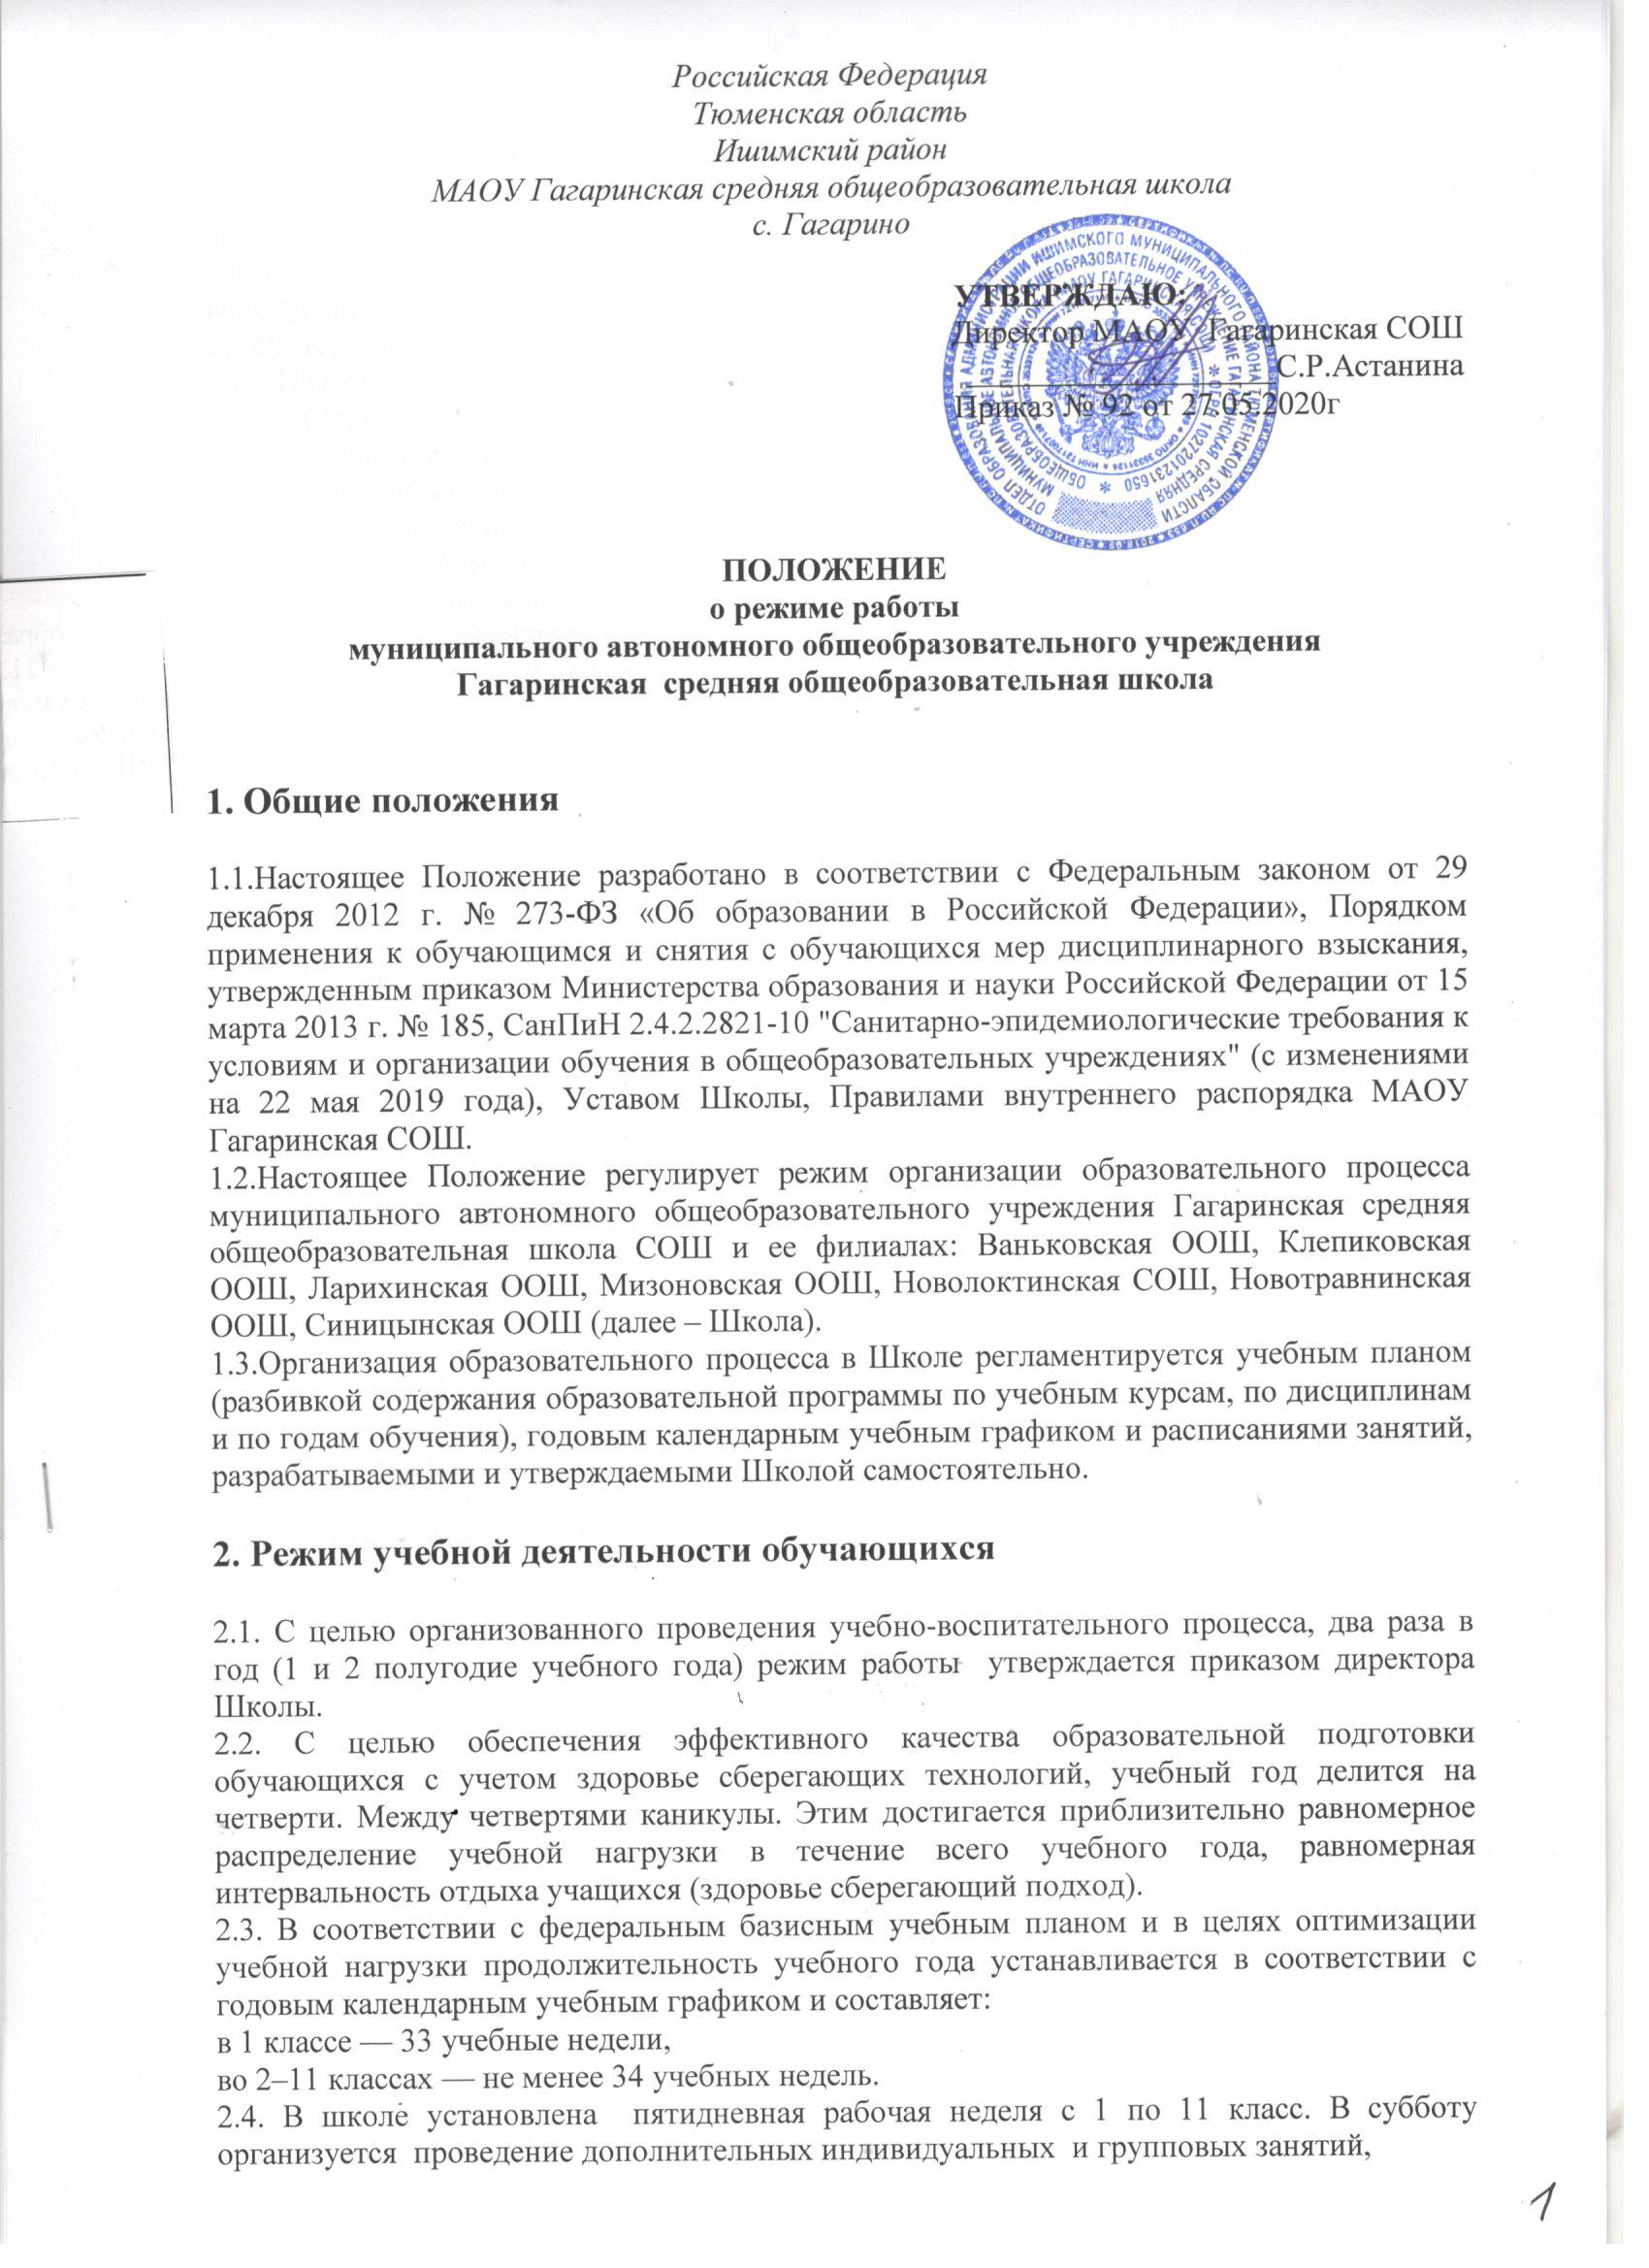 Российская Федерация
Тюменская область
Ишимский район
МАОУ Гагаринская средняя общеобразовательная школа
с. Гагарино
УТВЕРЖДАЮ:
Директор МАОУ Гагаринская СОШ
С.Р.Астанина
Приказ № 92 от 27.05.2020г
ПОЛОЖЕНИЕ
о режиме работы
муниципального автономного общеобразовательного учреждения
Гагаринская средняя общеобразовательная школа
1. Общие положения
1.1.Настоящее Положение разработано в соответствии с Федеральным законом от 29
декабря 2012 г. № 273-ФЗ «Об образовании в Российской Федерации», Порядком
применения к обучающимся и снятия с обучающихся мер дисциплинарного взыскания,
утвержденным приказом Министерства образования и науки Российской Федерации от 15
марта 2013 г. № 185, СанПиН 2.4.2.2821-10 "Санитарно-эпидемиологические требования к
условиям и организации обучения в общеобразовательных учреждениях" (с изменениями
на 22 мая 2019 года), Уставом Школы, Правилами внутреннего распорядка МАОУ
Гагаринская СОШ.
1.2.Настоящее Положение регулирует режим организации образовательного процесса
муниципального автономного общеобразовательного учреждения Гагаринская средняя
общеобразовательная школа СОШ и ее филиалах: Ваньковская ООШ, Клепиковская
ООШ, Ларихинская ООШ, Мизоновская ООШ, Новолоктинская СОШ, Новотравнинская
ООШ, Синицынская ООШ (далее – Школа).
1.3.Организация образовательного процесса в Школе регламентируется учебным планом
(разбивкой содержания образовательной программы по учебным курсам, по дисциплинам
и по годам обучения), годовым календарным учебным графиком и расписаниями занятий,
разрабатываемыми и утверждаемыми Школой самостоятельно.
2. Режим учебной деятельности обучающихся
2.1. С целью организованного проведения учебно-воспитательного процесса, два раза в
год (1 и 2 полугодие учебного года) режим работы утверждается приказом директора
Школы.
2.2. С целью обеспечения эффективного качества образовательной подготовки
обучающихся с учетом здоровье сберегающих технологий, учебный год делится на
четверти. Между четвертями каникулы. Этим достигается приблизительно равномерное
распределение учебной нагрузки в течение всего учебного года, равномерная
интервальность отдыха учащихся (здоровье сберегающий подход).
2.3. В соответствии с федеральным базисным учебным планом и в целях оптимизации
учебной нагрузки продолжительность учебного года устанавливается в соответствии с
годовым календарным учебным графиком и составляет:
в 1 классе — 33 учебные недели,
во 2–11 классах — не менее 34 учебных недель.
2.4. В школе установлена пятидневная рабочая неделя с 1 по 11 класс. В субботу
организуется проведение дополнительных индивидуальных и групповых занятий,
1